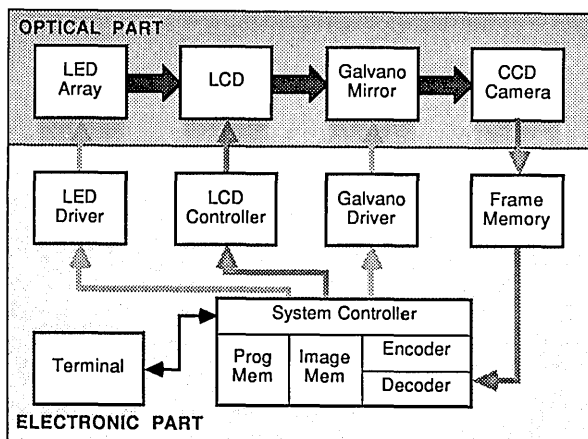 OPTICAL PART
LED
Array
LCD
Galvano
Mirror
CCD
Camera
LED
Driver
LCD
Controller
Galvano
Driver
Frame
Memory
System Controller
Terminal
Prog
Mem
Image
Mem
Encoder
Decoder
ELECTRONIC PART